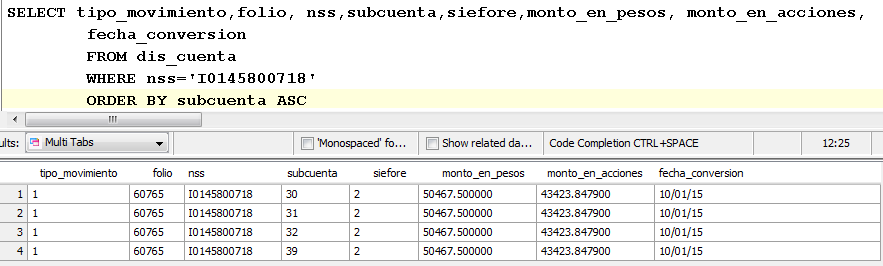 SELECT tipo_movimiento,folio, nss,subcuenta,siefore,monto_en_pesos, monto_en_acciones,
fecha_conversion
FROM dis_cuenta
WHERE nss='I0145800718'
ORDER BY subcuenta ASC
ults: Multi Tabs 'Monospaced' fo... Show related da... Code Completion CTRL+SPACE 12:25
tipo_movimiento folio nss subcuenta siefore monto_en_pesos monto_en_acciones fecha_conversion
1 1 60765 I0145800718 30 2 50467.500000 43423.847900 10/01/15
2 1 60765 I0145800718 31 2 50467.500000 43423.847900 10/01/15
3 1 60765 I0145800718 32 2 50467.500000 43423.847900 10/01/15
4 1 60765 I0145800718 39 2 50467.500000 43423.847900 10/01/15